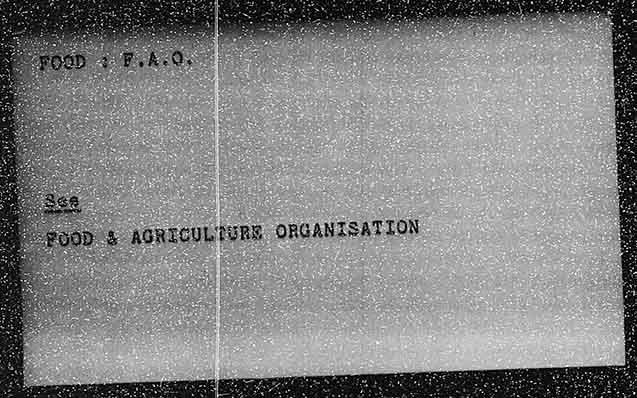 FOOD : F.A.O.
See
FOOD & AGRICULTURE ORGANISATION